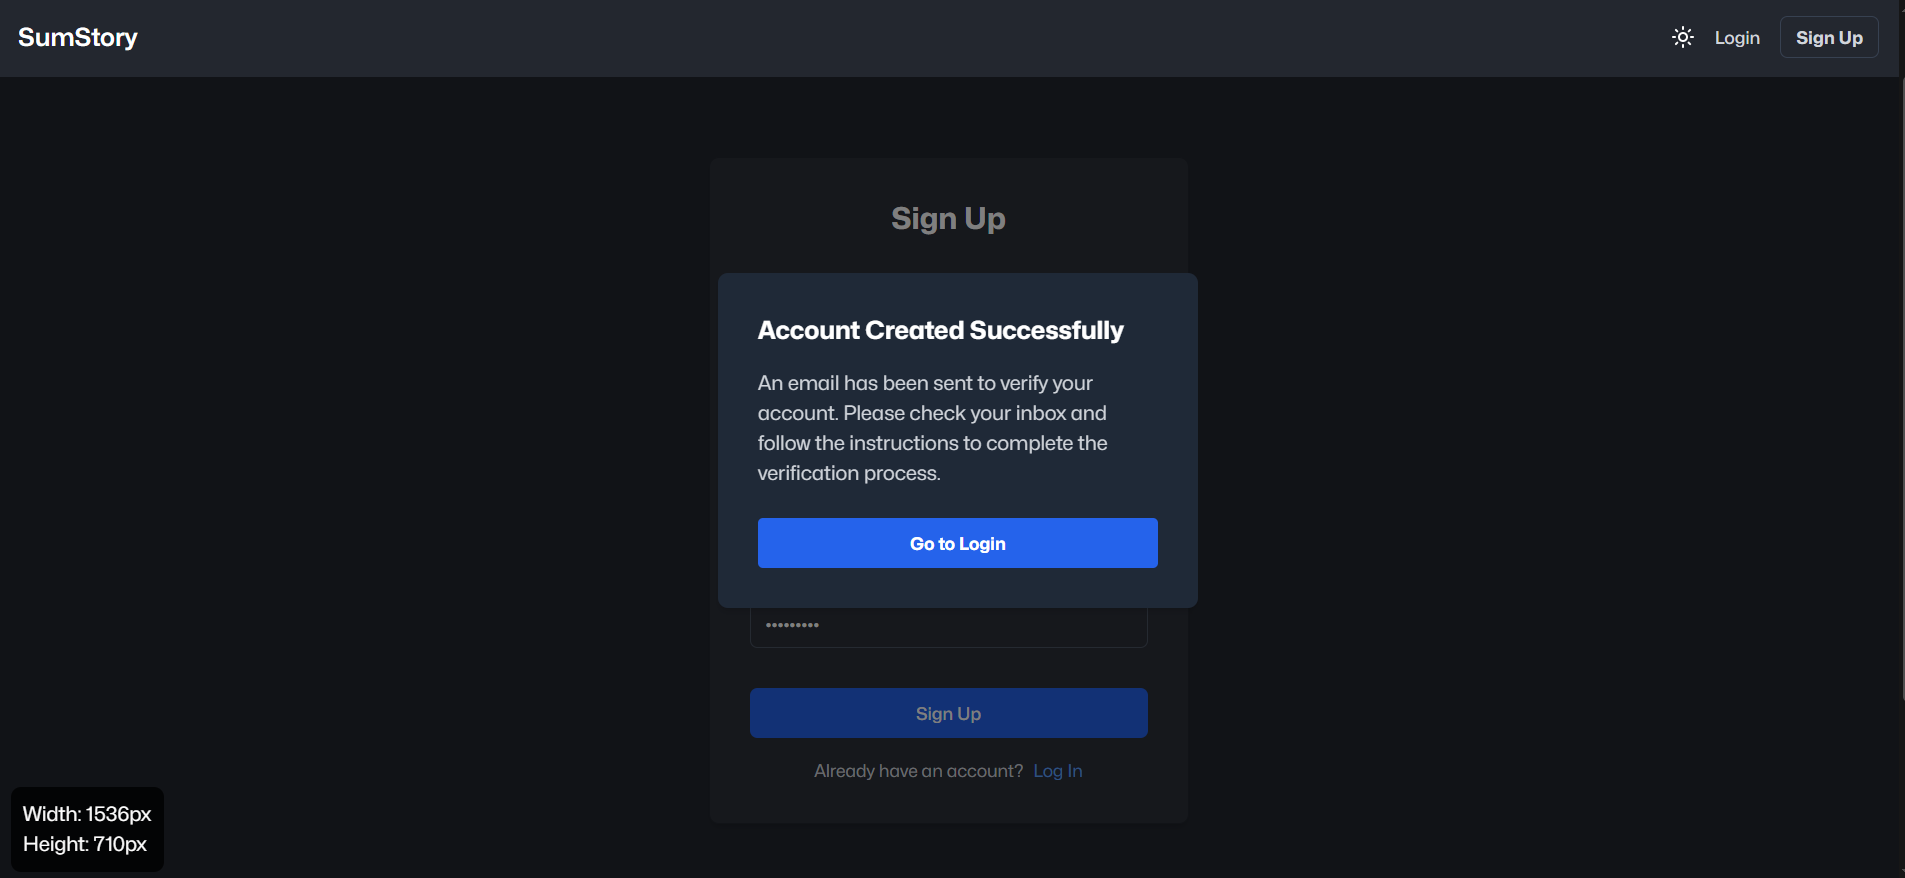 SumStory
Login
Sign Up
Sign Up
Account Created Successfully
An email has been sent to verify your
account. Please check your inbox and
follow the instructions to complete the
verification process.
Go to Login
•••••••••
Sign Up
Already have an account? Log In
Width: 1536px
Height: 710px